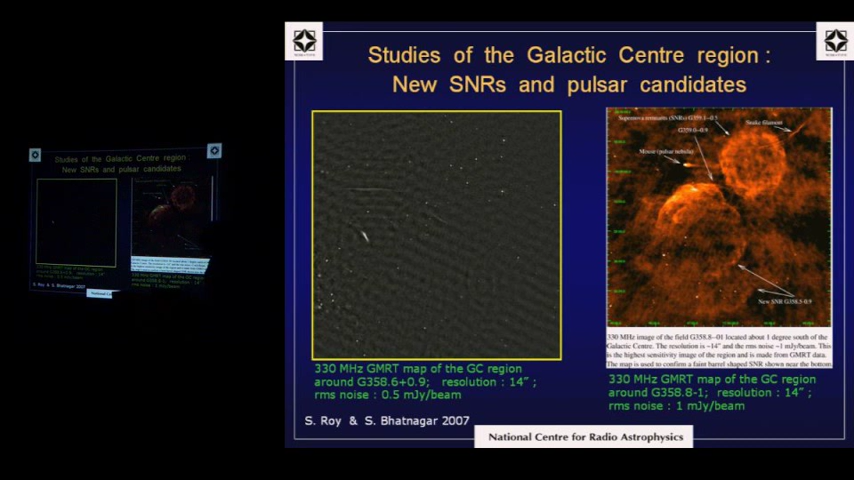 Studies of the Galactic Centre region :
New SNRs and pulsar candidates
Supernova remnants (SNRs) G359.1-0.5
Snake filament
G359.0-0.9
Mouse (pulsar nebula)
New SNR G358.5-0.9
330 MHz image of the field G358.8-01 located about 1 degree south of the
Galactic Centre. The resolution is ~14" and the rms noise ~1 mJy/beam. This
is the highest sensitivity image of the region and is made from GMRT data.
The map is used to confirm a faint barrel shaped SNR shown near the bottom
330 MHz GMRT map of the GC region
around G358.6+0.9; resolution : 14" ;
rms noise : 0.5 mJy/beam
330 MHz GMRT map of the GC region
around G358.8-1; resolution : 14" ;
rms noise : 1 mJy/beam
S. Roy & S. Bhatnagar 2007
National Centre for Radio Astrophysics
Studies of the Galactic Centre region
New SNRs and pulsar candidates
S. Roy & S. Bhatnagar 2007